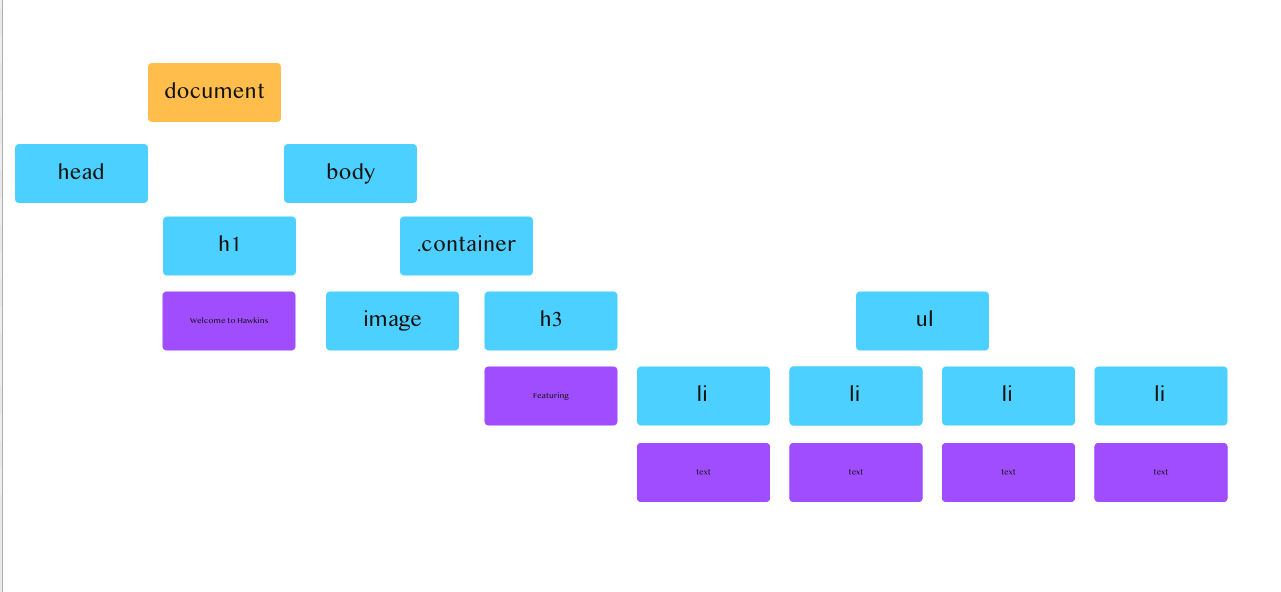 document
head
body
h1
.container
Welcome to Hawkins
image
h3
ul
Featuring
li
li
li
li
text
text
text
text